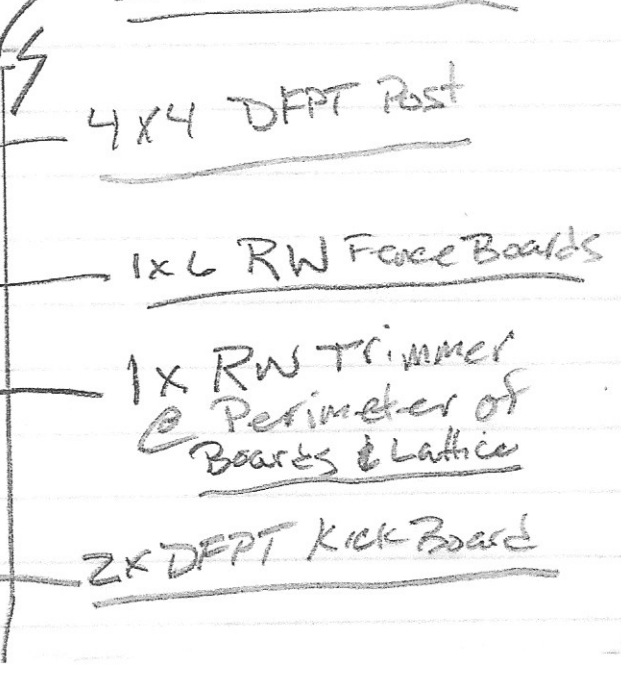 4x4 DFPT Post
1x6 RW Fence Boards
1x RW Trimmer
@ Perimeter of
Boards & Lattice
2x DFPT Kick Board